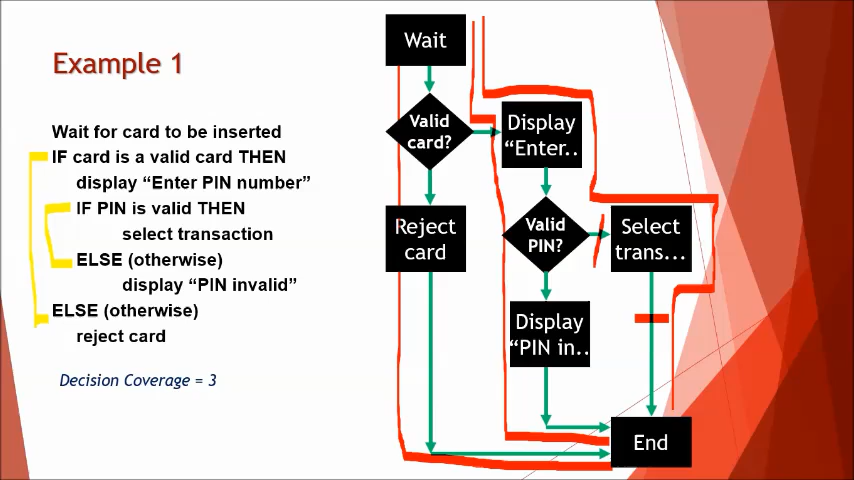 Example 1
Wait for card to be inserted
IF card is a valid card THEN
display “Enter PIN number”
IF PIN is valid THEN
select transaction
ELSE (otherwise)
display “PIN invalid”
ELSE (otherwise)
reject card
Decision Coverage = 3
Wait
Valid
card?
Display
“Enter..
Reject
card
Valid
PIN?
Select
trans...
Display
“PIN in..
End